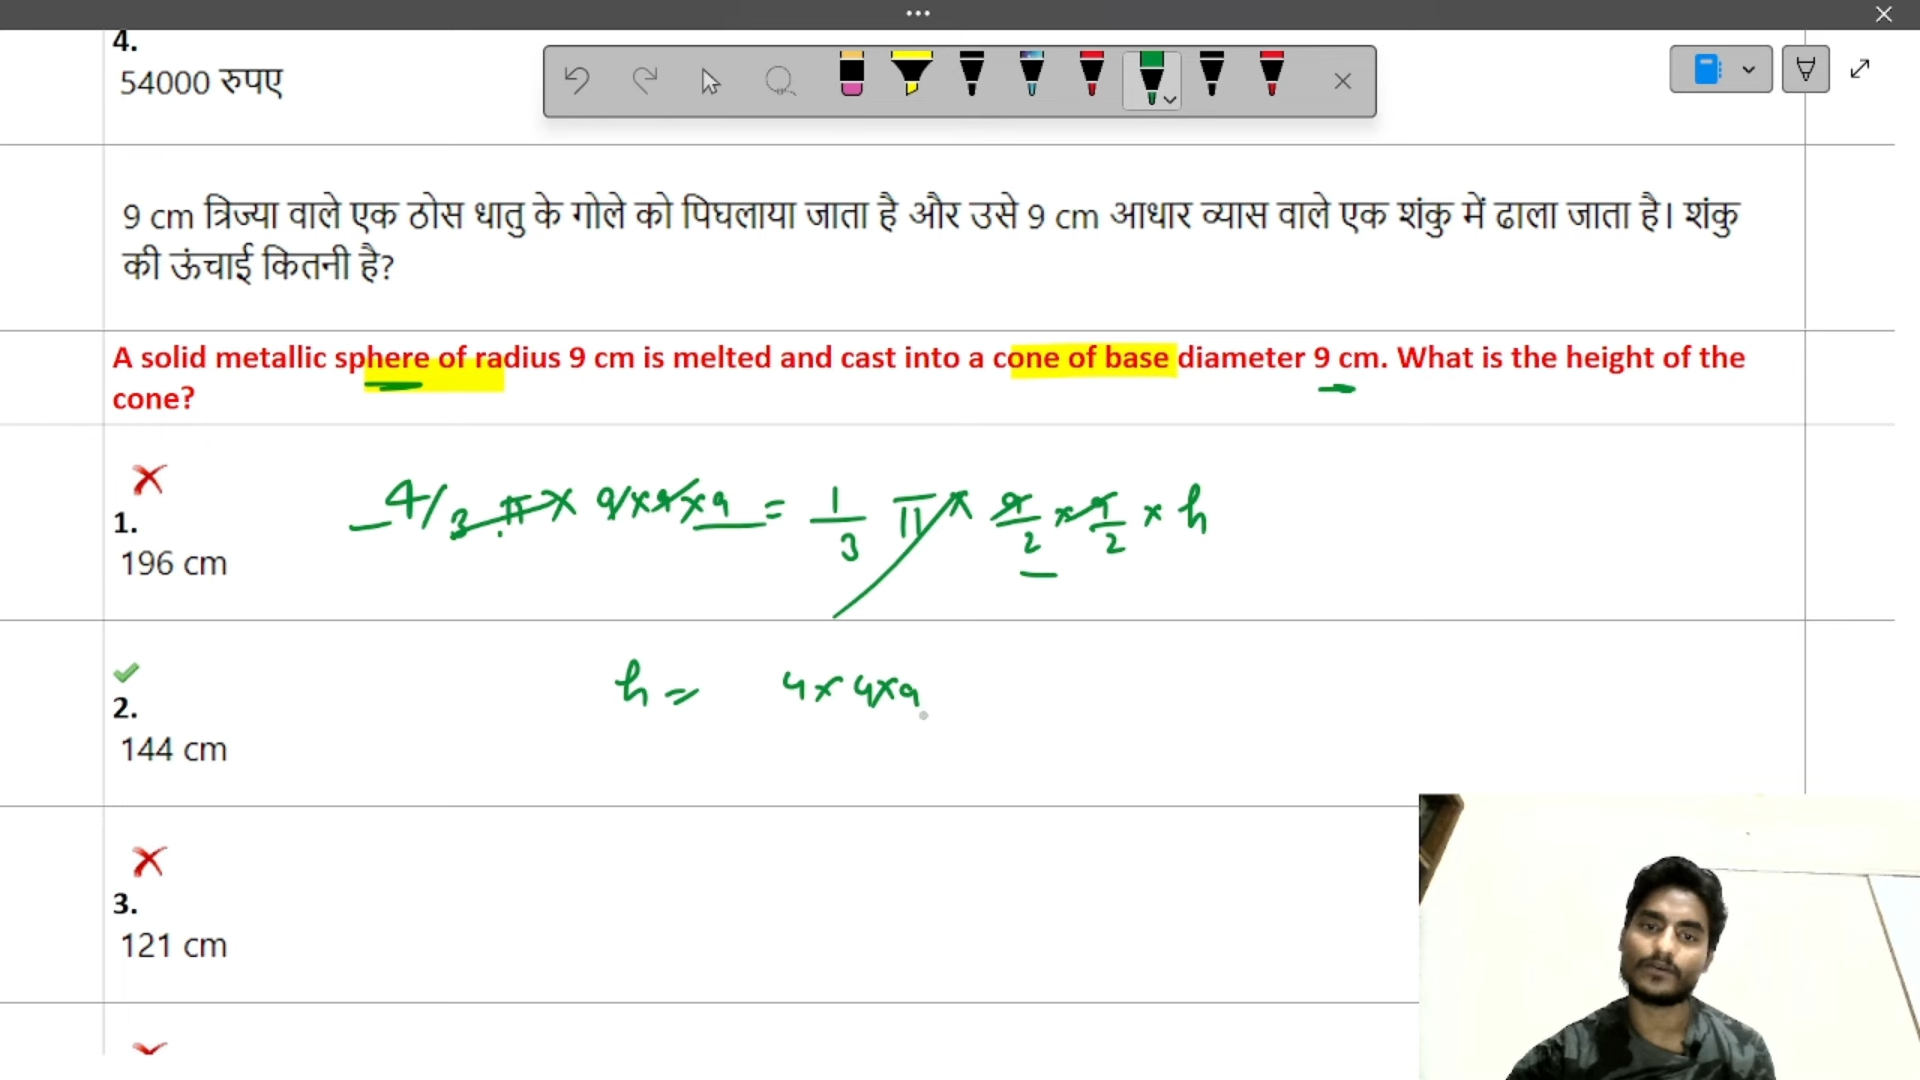 4.
54000 रुपए
9 cm त्रिज्या वाले एक ठोस धातु के गोले को पिघलाया जाता है और उसे 9 cm आधार व्यास वाले एक शंकु में ढाला जाता है। शंकु
की ऊंचाई कितनी है?
A solid metallic sphere of radius 9 cm is melted and cast into a cone of base diameter 9 cm. What is the height of the
cone?
4/3 π × 9×9×9 = 1/3 π × 9/2 × 9/2 × h
1.
196 cm
h = 4×4×9
2.
144 cm
3.
121 cm